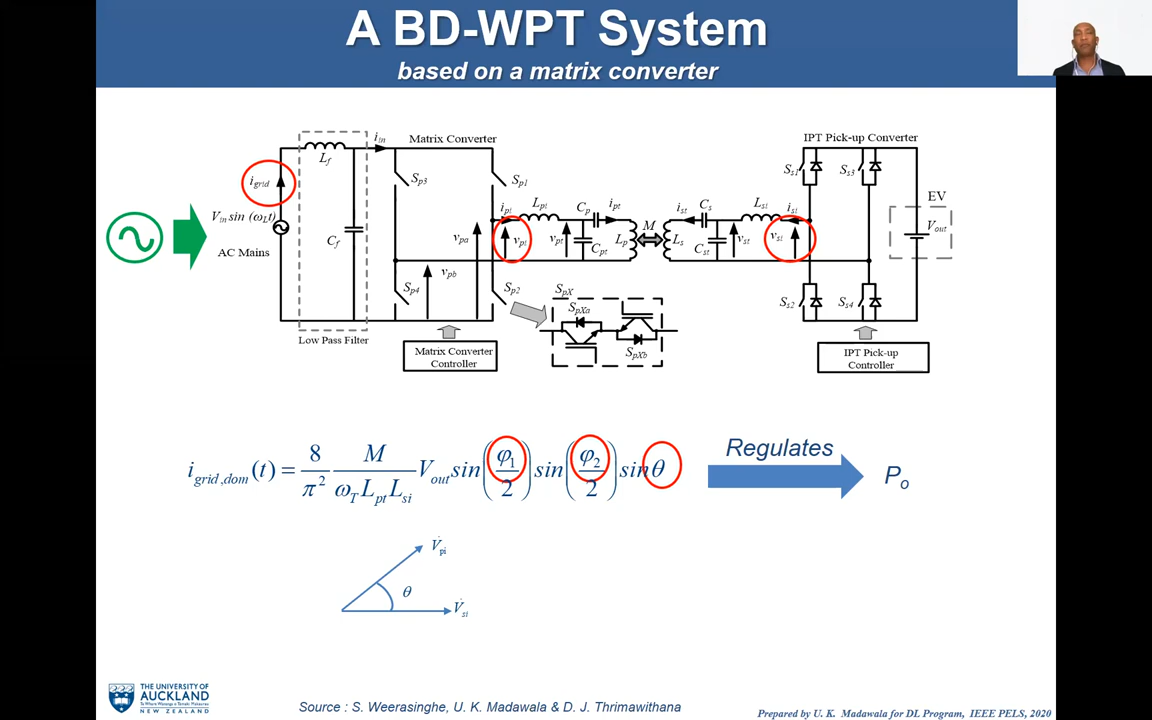 A BD-WPT System
based on a matrix converter
Matrix Converter
IPT Pick-up Converter
i_in
L_f
S_p3
S_p1
S_s1
S_s3
i_grid
EV
V_in sin (ω_L t)
AC Mains
C_f
v_pa
v_pb
i_pt
L_pt
C_p
i_pt
v_pt
v_pt
C_pt
L_p
M
L_s
i_st
C_s
L_st
i_st
C_st
v_st
v_st
V_out
S_p4
S_p2
S_pX
S_pXa
S_pXb
S_s2
S_s4
Low Pass Filter
Matrix Converter
Controller
IPT Pick-up
Controller
i_grid,dom (t) = 8/π² M/(ω_T L_pt L_si) V_out sin(φ_1/2) sin(φ_2/2) sin θ
Regulates
P_o
V_pi
θ
V_si
THE UNIVERSITY OF
AUCKLAND
NEW ZEALAND
Source : S. Weerasinghe, U. K. Madawala & D. J. Thrimawithana
Prepared by U. K. Madawala for DL Program, IEEE PELS, 2020